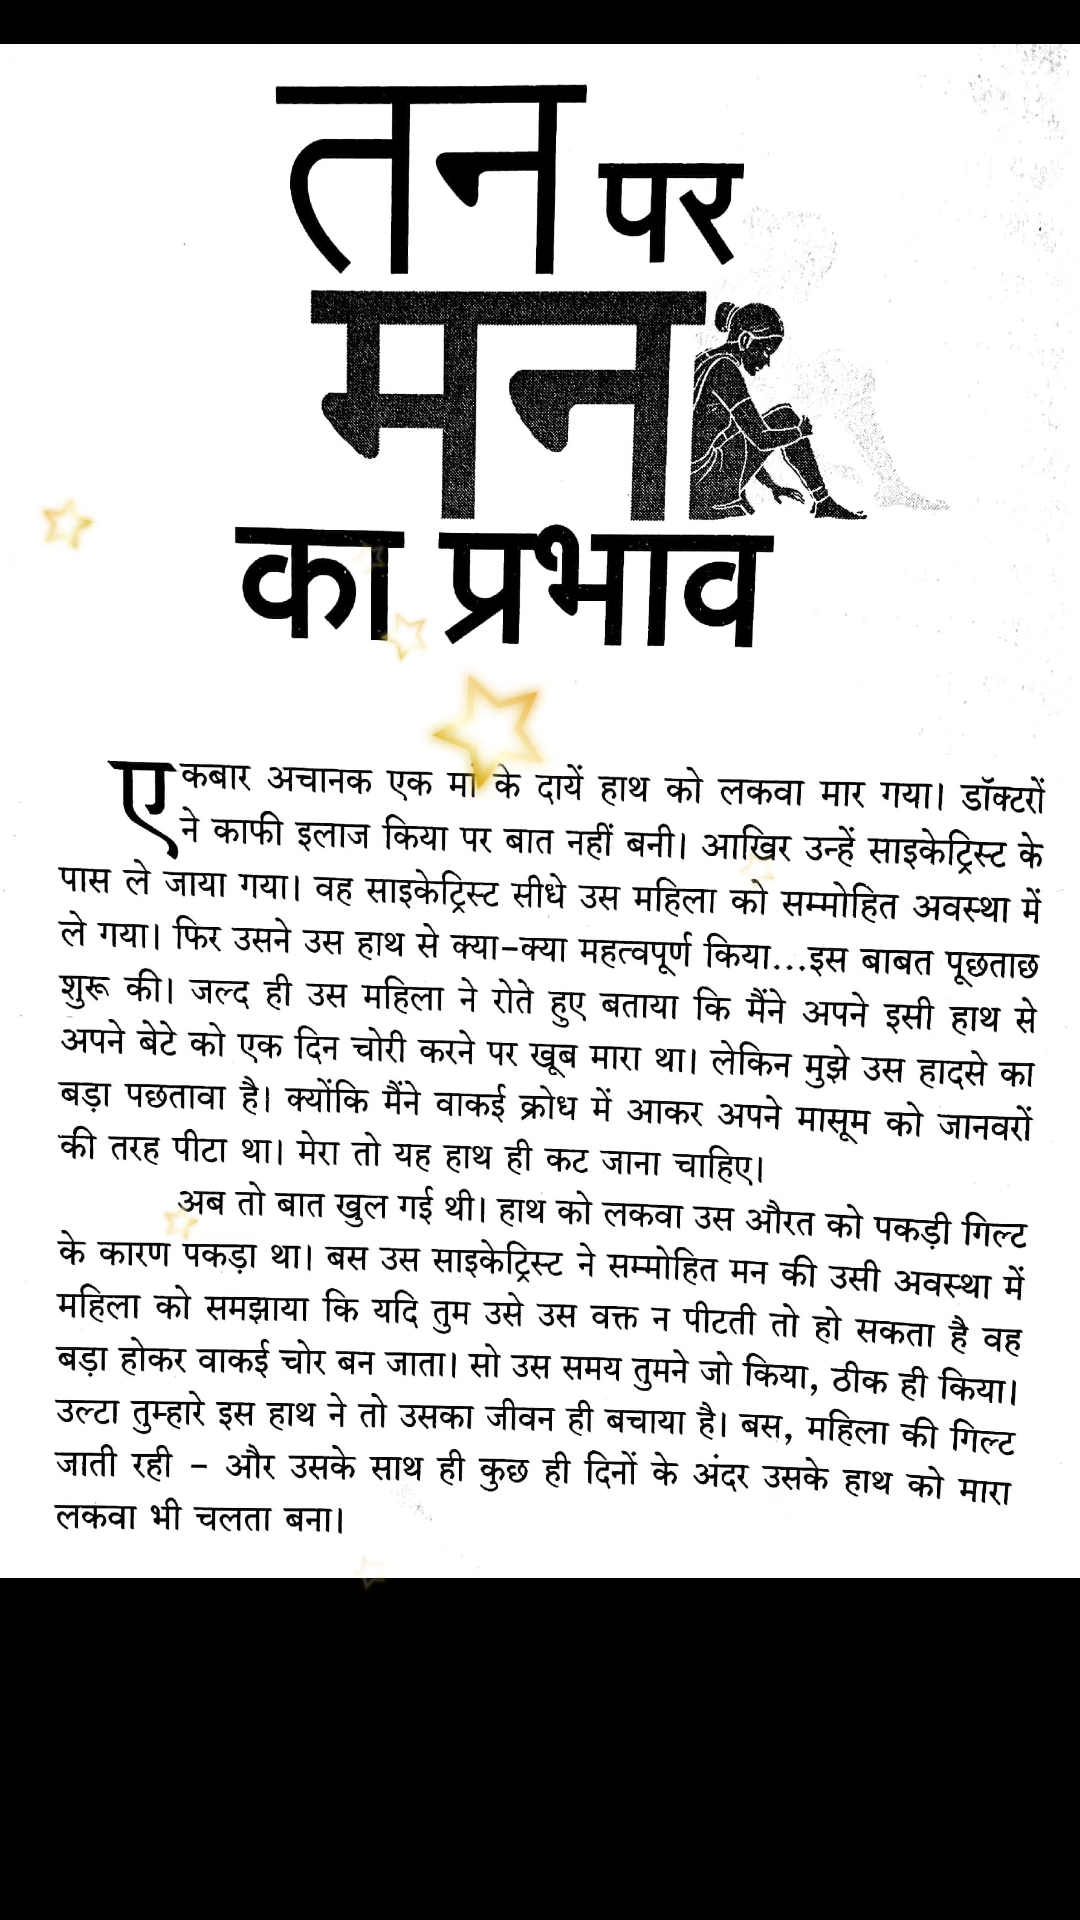 तन पर
मन
का प्रभाव
एकबार अचानक एक मां के दायें हाथ को लकवा मार गया। डॉक्टरों
ने काफी इलाज किया पर बात नहीं बनी। आखिर उन्हें साइकेट्रिस्ट के
पास ले जाया गया। वह साइकेट्रिस्ट सीधे उस महिला को सम्मोहित अवस्था में
ले गया। फिर उसने उस हाथ से क्या-क्या महत्वपूर्ण किया...इस बाबत पूछताछ
शुरू की। जल्द ही उस महिला ने रोते हुए बताया कि मैंने अपने इसी हाथ से
अपने बेटे को एक दिन चोरी करने पर खूब मारा था। लेकिन मुझे उस हादसे का
बड़ा पछतावा है। क्योंकि मैंने वाकई क्रोध में आकर अपने मासूम को जानवरों
की तरह पीटा था। मेरा तो यह हाथ ही कट जाना चाहिए।
अब तो बात खुल गई थी। हाथ को लकवा उस औरत को पकड़ी गिल्ट
के कारण पकड़ा था। बस उस साइकेट्रिस्ट ने सम्मोहित मन की उसी अवस्था में
महिला को समझाया कि यदि तुम उसे उस वक्त न पीटती तो हो सकता है वह
बड़ा होकर वाकई चोर बन जाता। सो उस समय तुमने जो किया, ठीक ही किया।
उल्टा तुम्हारे इस हाथ ने तो उसका जीवन ही बचाया है। बस, महिला की गिल्ट
जाती रही - और उसके साथ ही कुछ ही दिनों के अंदर उसके हाथ को मारा
लकवा भी चलता बना।